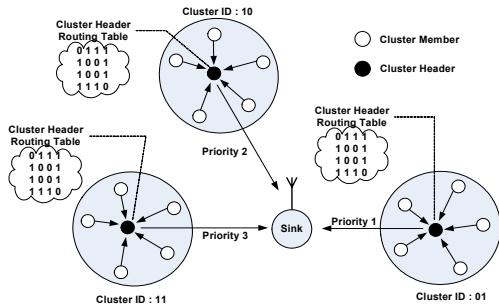 Cluster ID : 10
Cluster Header
Routing Table
0 1 1 1
1 0 0 1
1 0 0 1
1 1 1 0
Cluster Member
Cluster Header
Priority 2
Cluster Header
Routing Table
0 1 1 1
1 0 0 1
1 0 0 1
1 1 1 0
Cluster Header
Routing Table
0 1 1 1
1 0 0 1
1 0 0 1
1 1 1 0
Priority 3
Sink
Priority 1
Cluster ID : 11
Cluster ID : 01